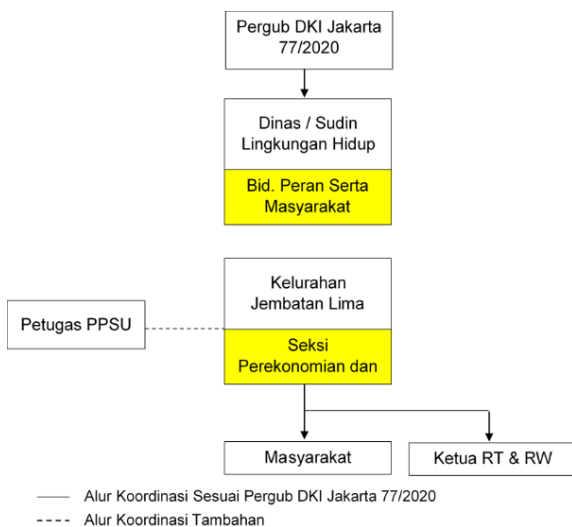 Pergub DKI Jakarta
77/2020
Dinas / Sudin
Lingkungan Hidup
Bid. Peran Serta
Masyarakat
Kelurahan
Jembatan Lima
Petugas PPSU
Seksi
Perekonomian dan
Masyarakat
Ketua RT & RW
Alur Koordinasi Sesuai Pergub DKI Jakarta 77/2020
Alur Koordinasi Tambahan